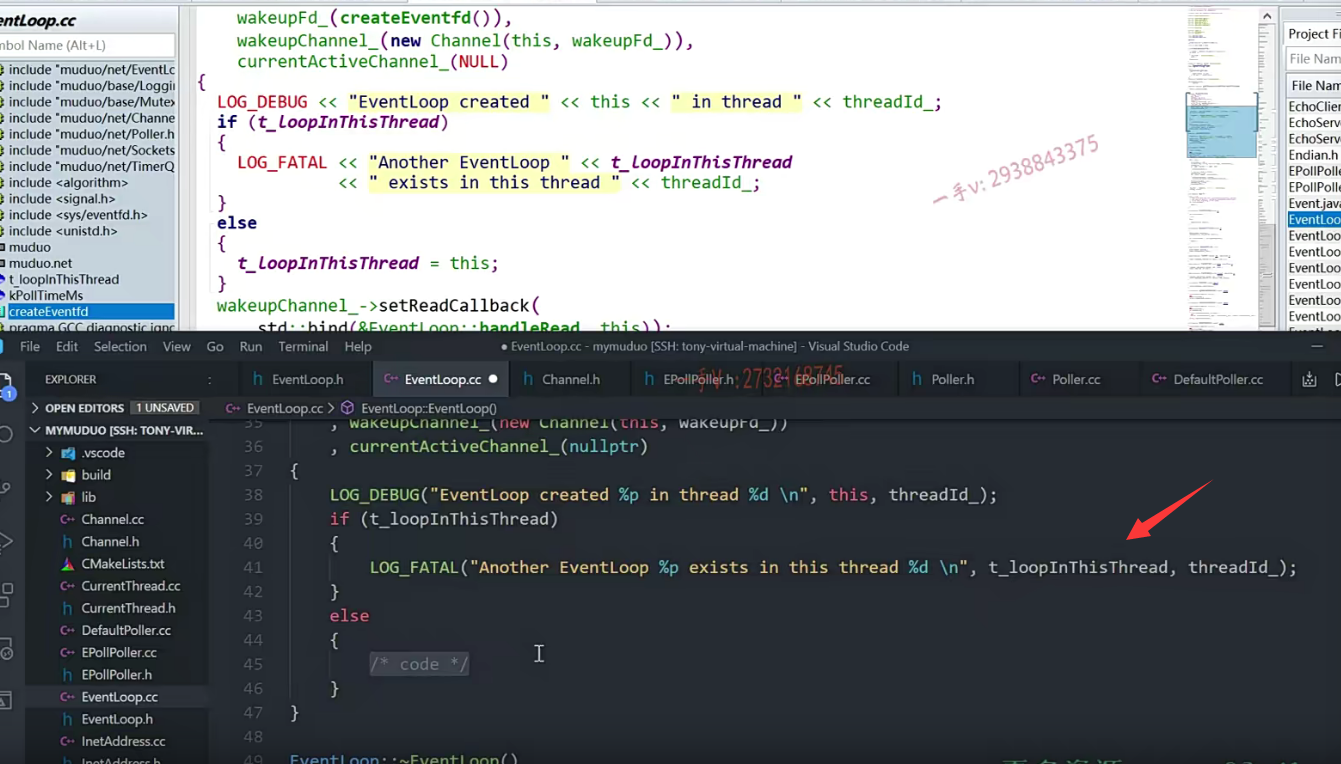 entLoop.cc
mbol Name (Alt+L)
include "muduo/net/EventLc
include "muduo/base/Loggir
include "muduo/base/Mutex
include "muduo/net/Channe
include "muduo/net/Poller.h
include "muduo/net/Sockets
include "muduo/net/TimerQ
include <algorithm>
include <signal.h>
include <sys/eventfd.h>
include <unistd.h>
muduo
muduo.net
t_loopInThisThread
kPollTimeMs
createEventfd
pragma GCC diagnostic igno
wakeupFd_(createEventfd()),
wakeupChannel_(new Channel(this, wakeupFd_)),
currentActiveChannel_(NULL)
{
LOG_DEBUG << "EventLoop created " << this << " in thread " << threadId_;
if (t_loopInThisThread)
{
LOG_FATAL << "Another EventLoop " << t_loopInThisThread
<< " exists in this thread " << threadId_;
}
else
{
t_loopInThisThread = this;
}
wakeupChannel_->setReadCallback(
std::bind(&EventLoop::handleRead, this));
一手v: 2938843375
Project Fi
File Nam
File Nam
EchoClien
EchoServe
EchoServe
Endian.h
EPollPolle
EPollPolle
Event.java
EventLoo
EventLoo
EventLoo
EventLoo
EventLoo
EventLoo
EventLoo
File Edit Selection View Go Run Terminal Help
● EventLoop.cc - mymuduo [SSH: tony-virtual-machine] - Visual Studio Code
EXPLORER
EventLoop.h
EventLoop.cc
Channel.h
EPollPoller.h
EPollPoller.cc
Poller.h
Poller.cc
DefaultPoller.cc
一手V:2732168745
OPEN EDITORS 1 UNSAVED
EventLoop.cc > EventLoop::EventLoop()
MYMUDUO [SSH: TONY-VIR...
.vscode
build
lib
Channel.cc
Channel.h
CMakeLists.txt
CurrentThread.cc
CurrentThread.h
DefaultPoller.cc
EPollPoller.cc
EPollPoller.h
EventLoop.cc
EventLoop.h
InetAddress.cc
InetAddress.h
35 , wakeupChannel_(new Channel(this, wakeupFd_))
36 , currentActiveChannel_(nullptr)
37 {
38 LOG_DEBUG("EventLoop created %p in thread %d \n", this, threadId_);
39 if (t_loopInThisThread)
40 {
41 LOG_FATAL("Another EventLoop %p exists in this thread %d \n", t_loopInThisThread, threadId_);
42 }
43 else
44 {
45 /* code */
46 }
47 }
48
49 EventLoop::~EventLoop()